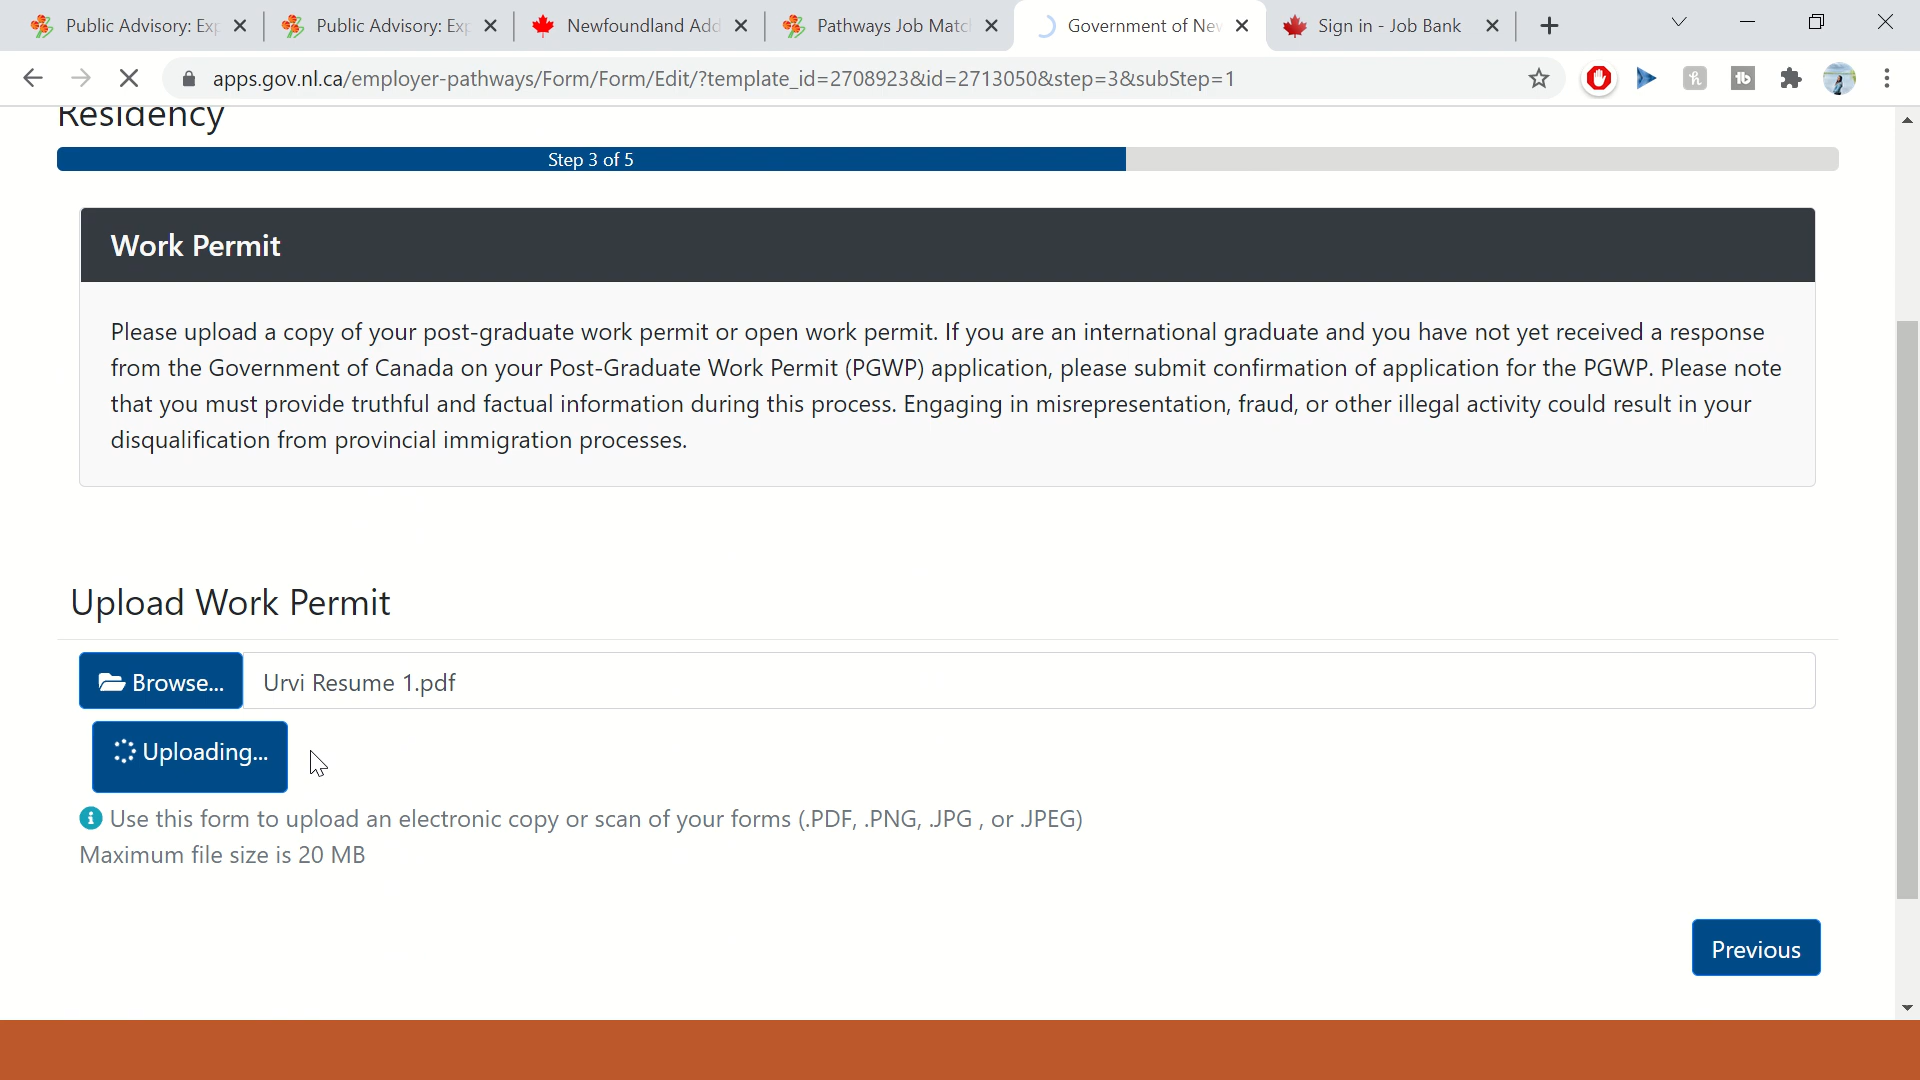 Public Advisory: Exp
Public Advisory: Exp
Newfoundland Add
Pathways Job Matc
Government of Nev
Sign in - Job Bank
apps.gov.nl.ca/employer-pathways/Form/Form/Edit/?template_id=2708923&id=2713050&step=3&subStep=1
Residency
Step 3 of 5
Work Permit
Please upload a copy of your post-graduate work permit or open work permit. If you are an international graduate and you have not yet received a response
from the Government of Canada on your Post-Graduate Work Permit (PGWP) application, please submit confirmation of application for the PGWP. Please note
that you must provide truthful and factual information during this process. Engaging in misrepresentation, fraud, or other illegal activity could result in your
disqualification from provincial immigration processes.
Upload Work Permit
Browse... Urvi Resume 1.pdf
Uploading...
Use this form to upload an electronic copy or scan of your forms (.PDF, .PNG, .JPG , or .JPEG)
Maximum file size is 20 MB
Previous